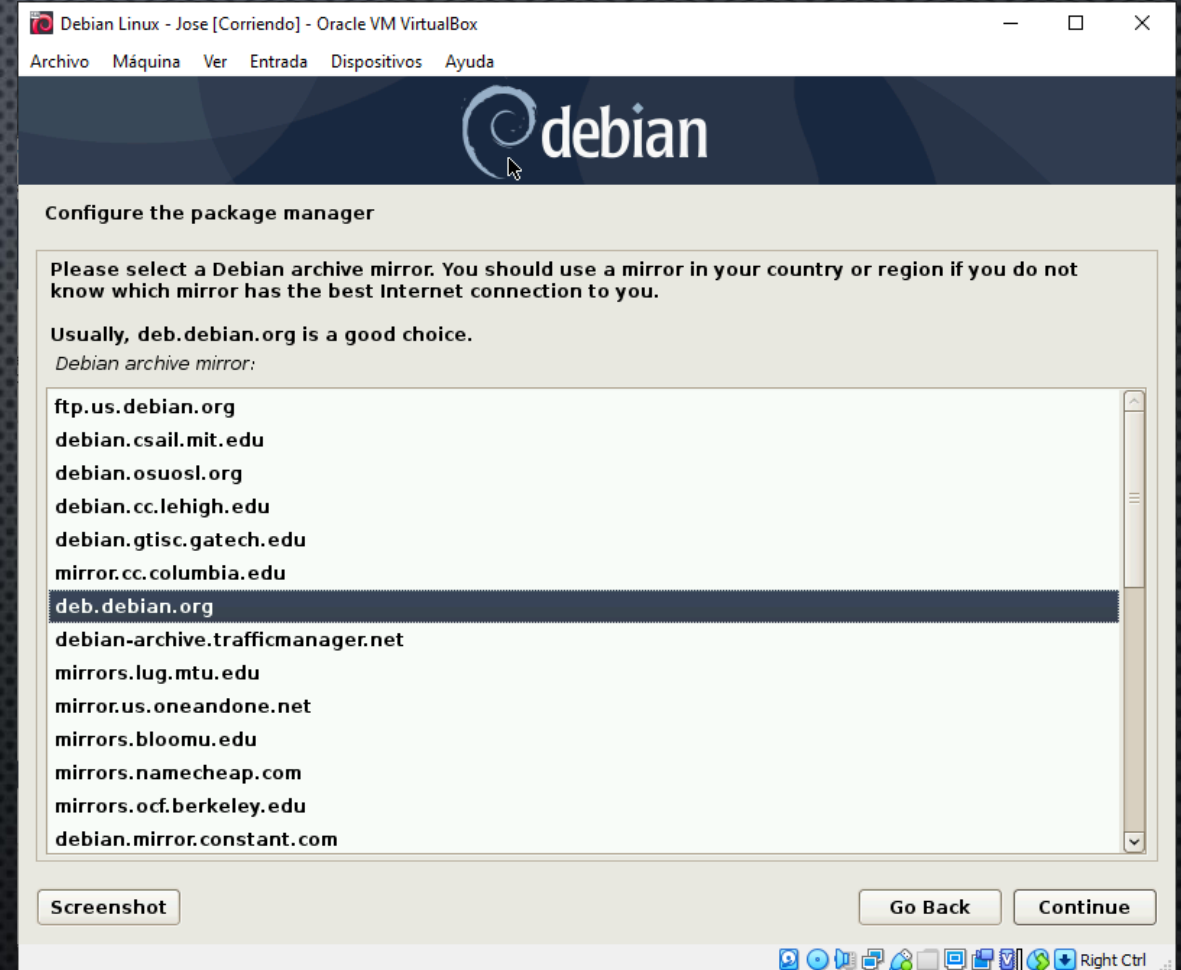 Debian Linux - Jose [Corriendo] - Oracle VM VirtualBox
Archivo Máquina Ver Entrada Dispositivos Ayuda
debian
Configure the package manager
Please select a Debian archive mirror. You should use a mirror in your country or region if you do not
know which mirror has the best Internet connection to you.
Usually, deb.debian.org is a good choice.
Debian archive mirror:
ftp.us.debian.org
debian.csail.mit.edu
debian.osuosl.org
debian.cc.lehigh.edu
debian.gtisc.gatech.edu
mirror.cc.columbia.edu
deb.debian.org
debian-archive.trafficmanager.net
mirrors.lug.mtu.edu
mirror.us.oneandone.net
mirrors.bloomu.edu
mirrors.namecheap.com
mirrors.ocf.berkeley.edu
debian.mirror.constant.com
Screenshot Go Back Continue
Right Ctrl